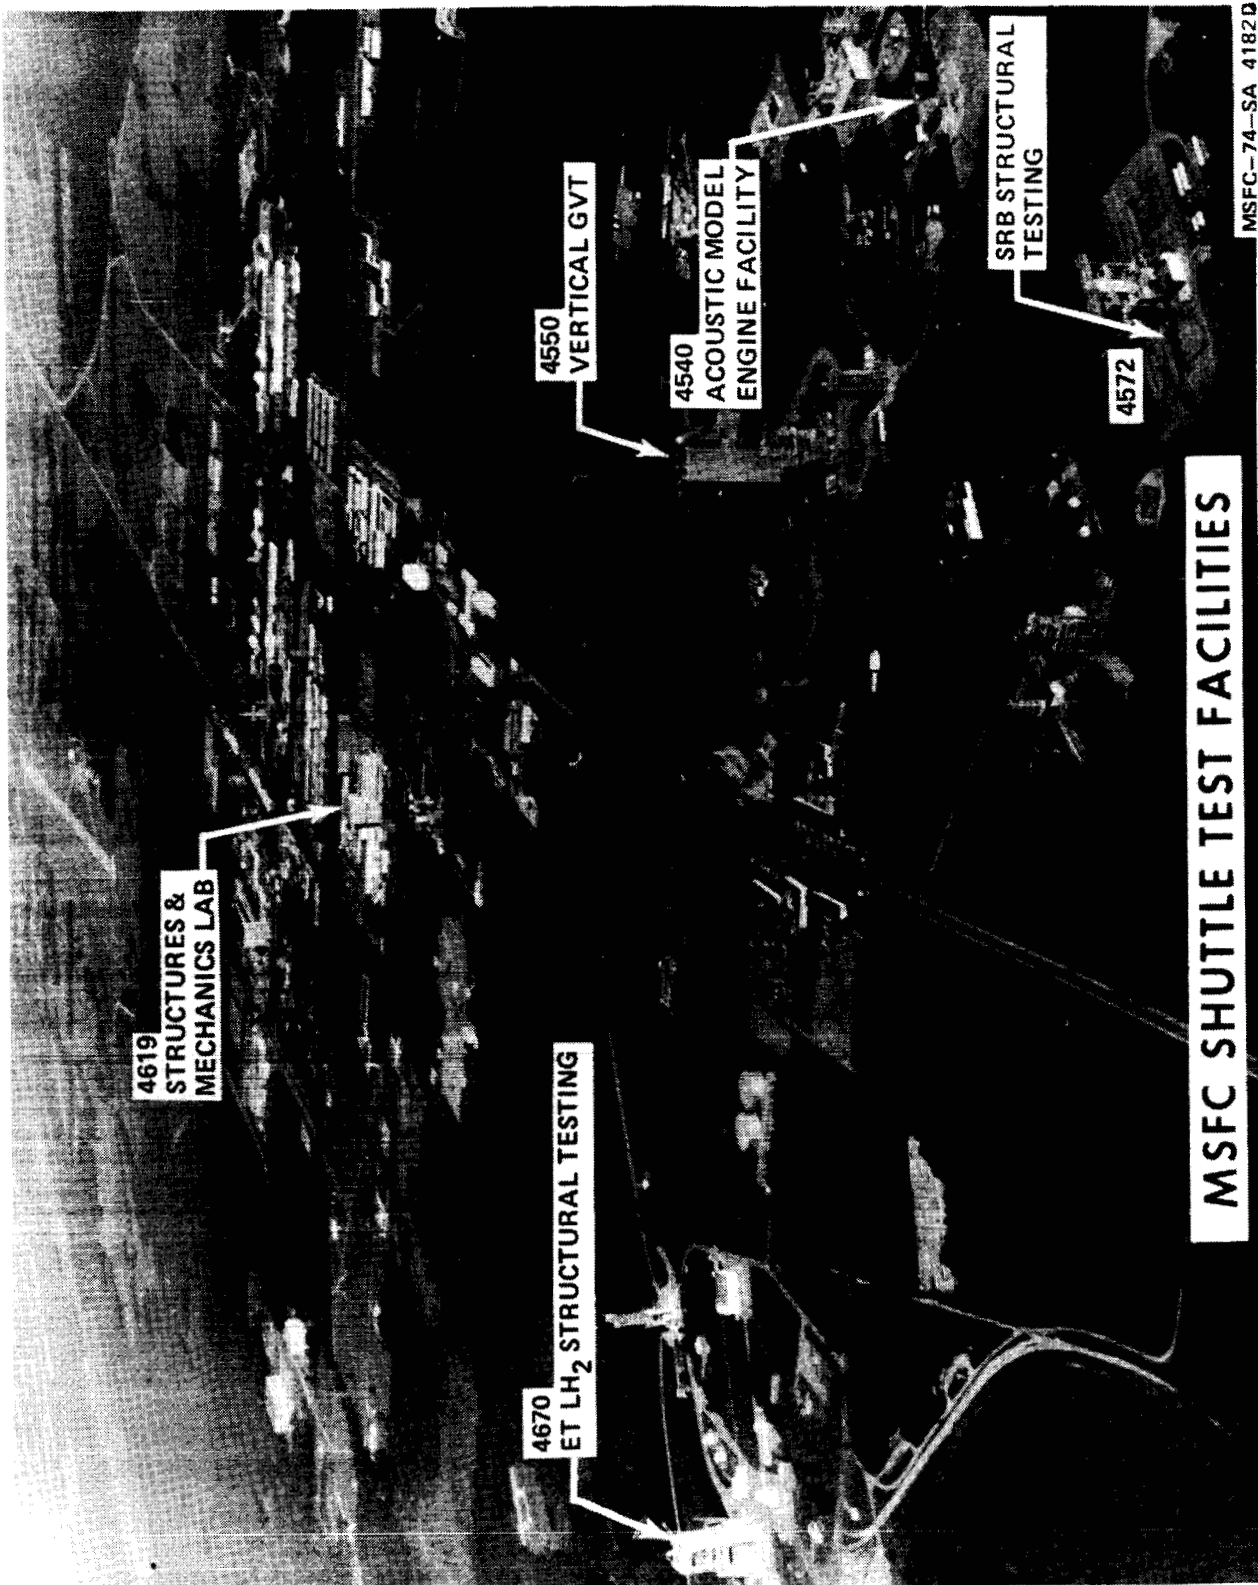 4619
STRUCTURES &
MECHANICS LAB
4550
VERTICAL GVT
4670
ET LH₂ STRUCTURAL TESTING
4540
ACOUSTIC MODEL
ENGINE FACILITY
SRB STRUCTURAL
TESTING
4572
MSFC SHUTTLE TEST FACILITIES
MSFC-74-SA 4182D